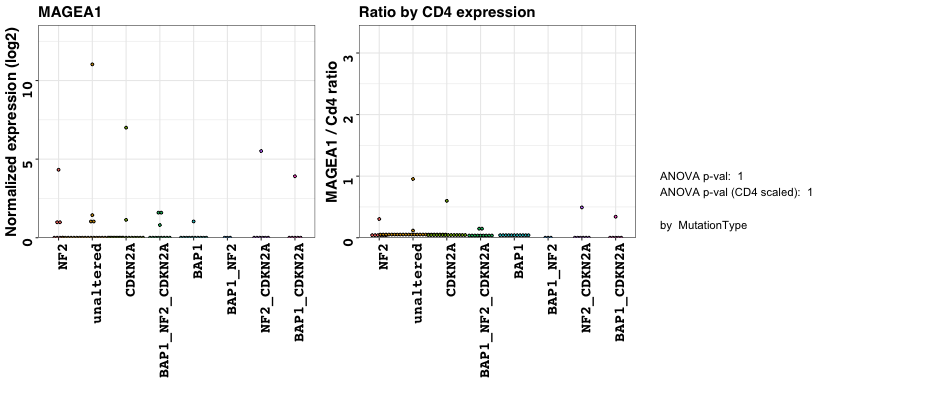 MAGEA1
Normalized expression (log2)
0
5
10
NF2
unaltered
CDKN2A
BAP1_NF2_CDKN2A
BAP1
BAP1_NF2
NF2_CDKN2A
BAP1_CDKN2A
Ratio by CD4 expression
MAGEA1 / Cd4 ratio
0
1
2
3
NF2
unaltered
CDKN2A
BAP1_NF2_CDKN2A
BAP1
BAP1_NF2
NF2_CDKN2A
BAP1_CDKN2A
ANOVA p-val: 1
ANOVA p-val (CD4 scaled): 1
by MutationType